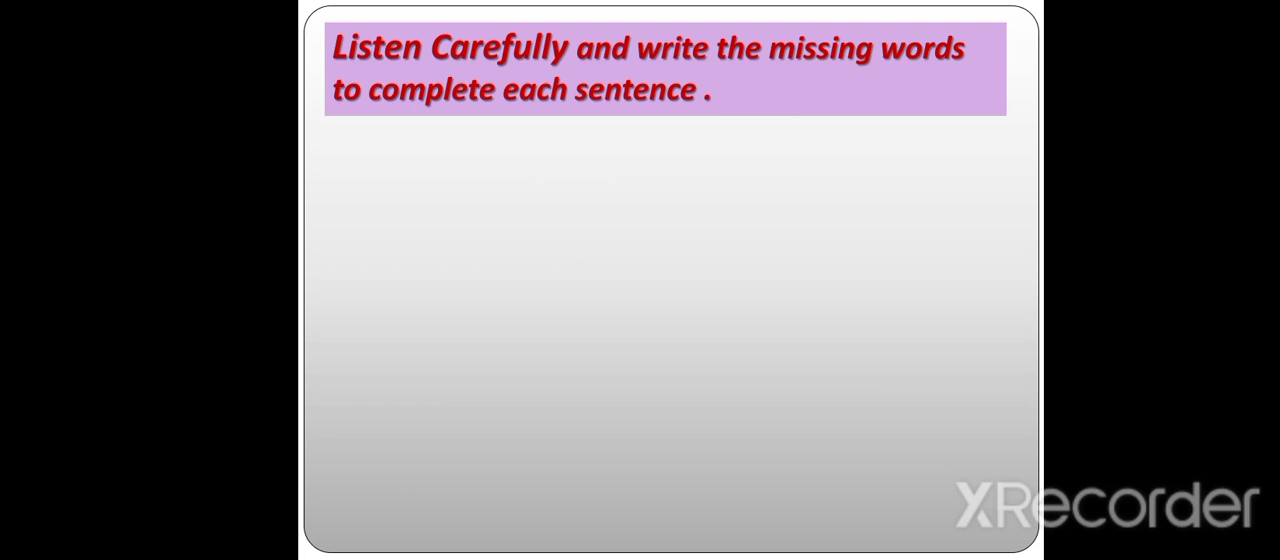 Listen Carefully and write the missing words
to complete each sentence .
XRecorder